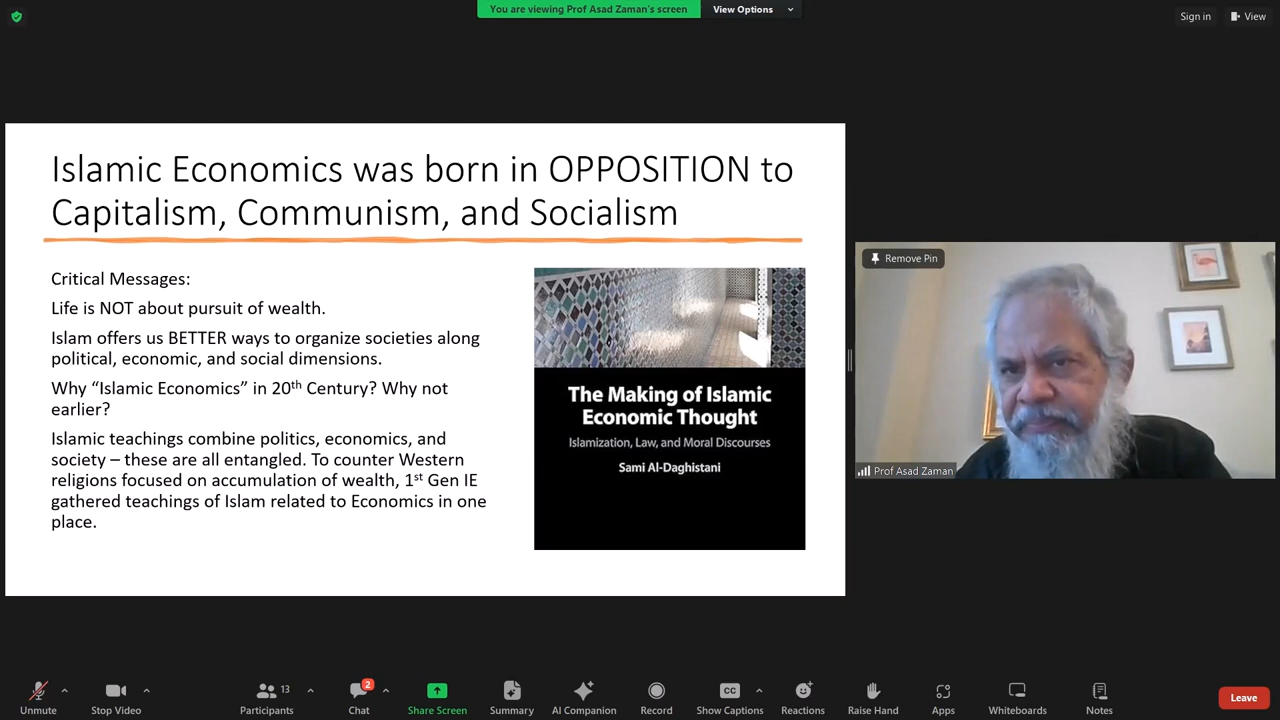 You are viewing Prof Asad Zaman's screen
View Options
Sign in
View
Islamic Economics was born in OPPOSITION to
Capitalism, Communism, and Socialism
Critical Messages:
Life is NOT about pursuit of wealth.
Islam offers us BETTER ways to organize societies along
political, economic, and social dimensions.
Why “Islamic Economics” in 20th Century? Why not
earlier?
Islamic teachings combine politics, economics, and
society – these are all entangled. To counter Western
religions focused on accumulation of wealth, 1st Gen IE
gathered teachings of Islam related to Economics in one
place.
The Making of Islamic
Economic Thought
Islamization, Law, and Moral Discourses
Sami Al-Daghistani
Remove Pin
Prof Asad Zaman
Unmute
Stop Video
Participants
13
Chat
2
Share Screen
Summary
AI Companion
Record
CC
Show Captions
Reactions
Raise Hand
Apps
Whiteboards
Notes
Leave